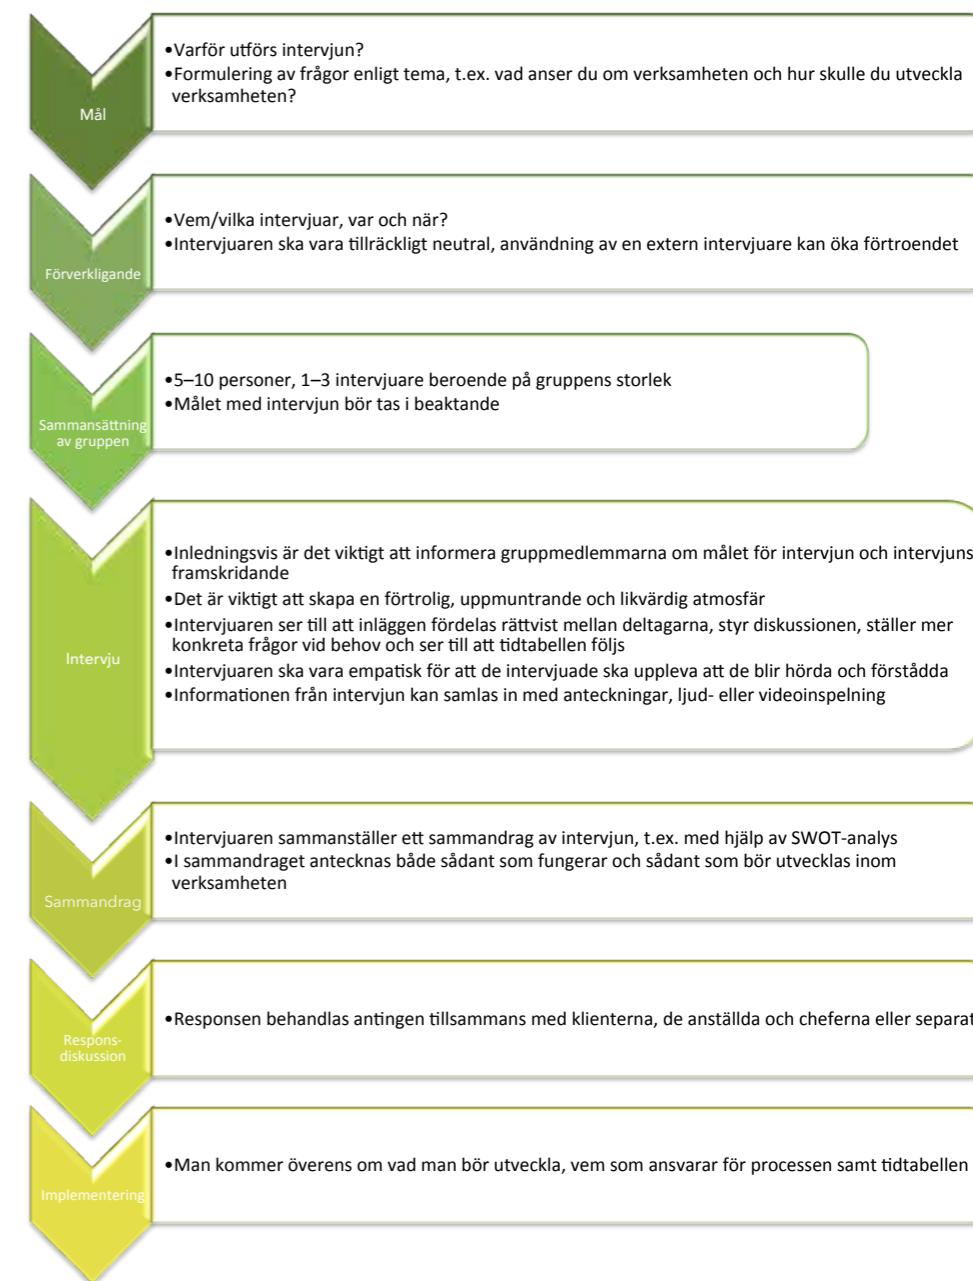 Mål
•Varför utförs intervjun?
•Formulering av frågor enligt tema, t.ex. vad anser du om verksamheten och hur skulle du utveckla
verksamheten?
Förverkligande
•Vem/vilka intervjuar, var och när?
•Intervjuaren ska vara tillräckligt neutral, användning av en extern intervjuare kan öka förtroendet
Sammansättning
av gruppen
•5–10 personer, 1–3 intervjuare beroende på gruppens storlek
•Målet med intervjun bör tas i beaktande
Intervju
•Inledningsvis är det viktigt att informera gruppmedlemmarna om målet för intervjun och intervjuns
framskridande
•Det är viktigt att skapa en förtrolig, uppmuntrande och likvärdig atmosfär
•Intervjuaren ser till att inläggen fördelas rättvist mellan deltagarna, styr diskussionen, ställer mer
konkreta frågor vid behov och ser till att tidtabellen följs
•Intervjuaren ska vara empatisk för att de intervjuade ska uppleva att de blir hörda och förstådda
•Informationen från intervjun kan samlas in med anteckningar, ljud- eller videoinspelning
Sammandrag
•Intervjuaren sammanställer ett sammandrag av intervjun, t.ex. med hjälp av SWOT-analys
•I sammandraget antecknas både sådant som fungerar och sådant som bör utvecklas inom
verksamheten
Respons-
diskussion
•Responsen behandlas antingen tillsammans med klienterna, de anställda och cheferna eller separat
Implementering
•Man kommer överens om vad man bör utveckla, vem som ansvarar för processen samt tidtabellen